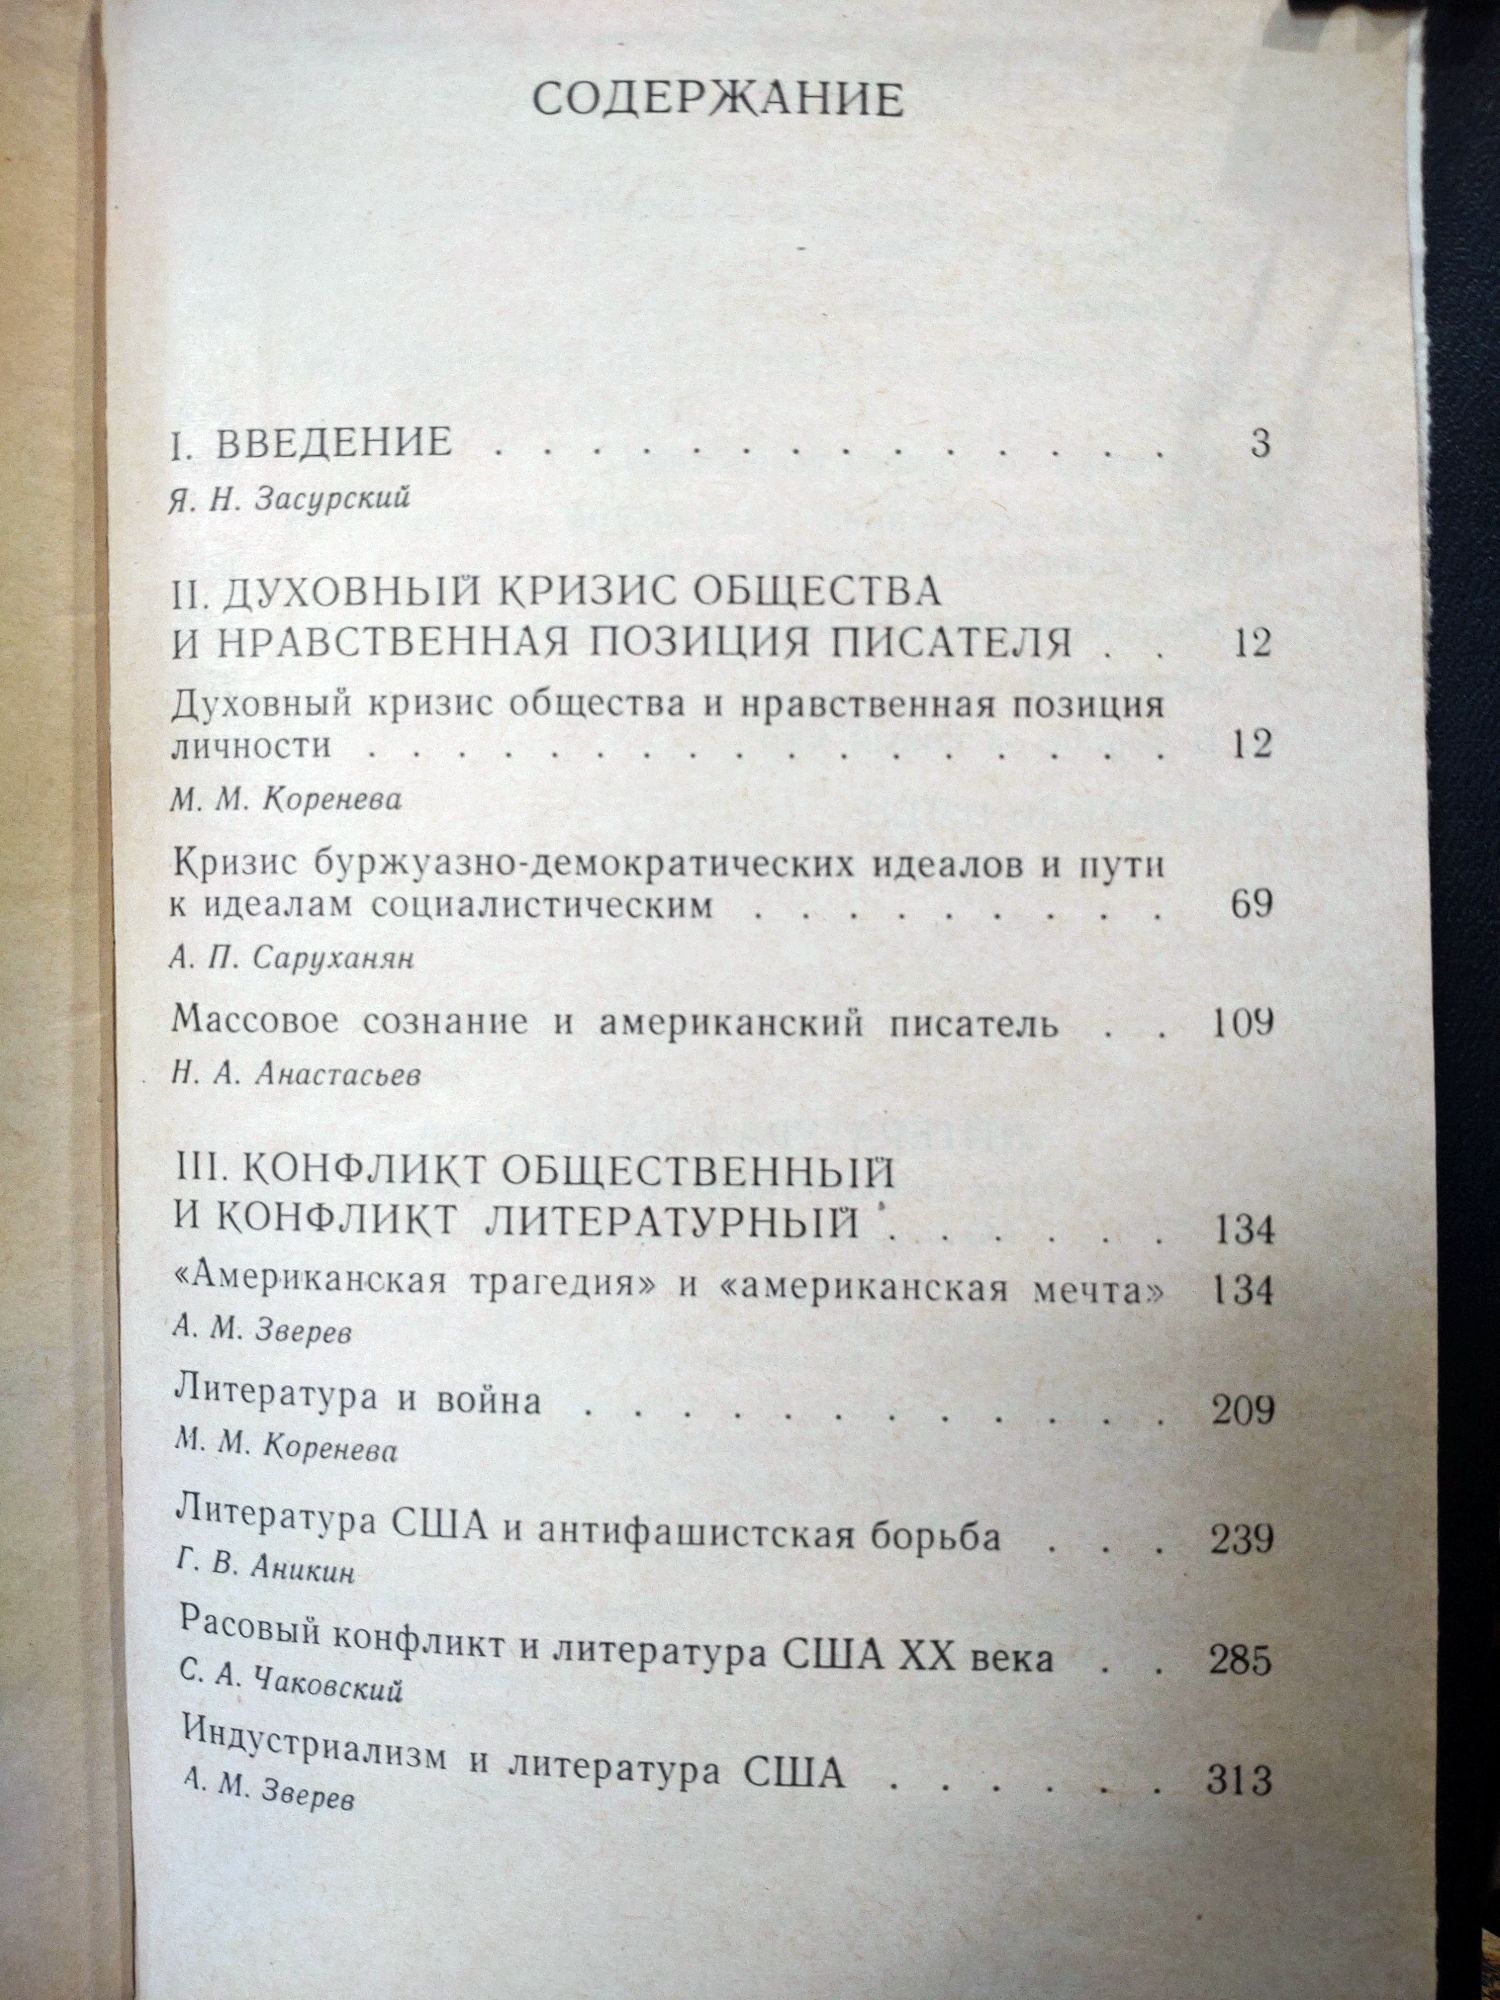 СОДЕРЖАНИЕ
I. ВВЕДЕНИЕ . . . . . . . . . . . . . . . 3
Я. Н. Засурский
II. ДУХОВНЫЙ КРИЗИС ОБЩЕСТВА
И НРАВСТВЕННАЯ ПОЗИЦИЯ ПИСАТЕЛЯ . . 12
Духовный кризис общества и нравственная позиция
личности . . . . . . . . . . . . . . . . . 12
М. М. Коренева
Кризис буржуазно-демократических идеалов и пути
к идеалам социалистическим . . . . . . . . . 69
А. П. Саруханян
Массовое сознание и американский писатель . . 109
Н. А. Анастасьев
III. КОНФЛИКТ ОБЩЕСТВЕННЫЙ
И КОНФЛИКТ ЛИТЕРАТУРНЫЙ . . . . . . 134
«Американская трагедия» и «американская мечта» 134
А. М. Зверев
Литература и война . . . . . . . . . . . . . 209
М. М. Коренева
Литература США и антифашистская борьба . . . 239
Г. В. Аникин
Расовый конфликт и литература США XX века . . 285
С. А. Чаковский
Индустриализм и литература США . . . . . . 313
А. М. Зверев